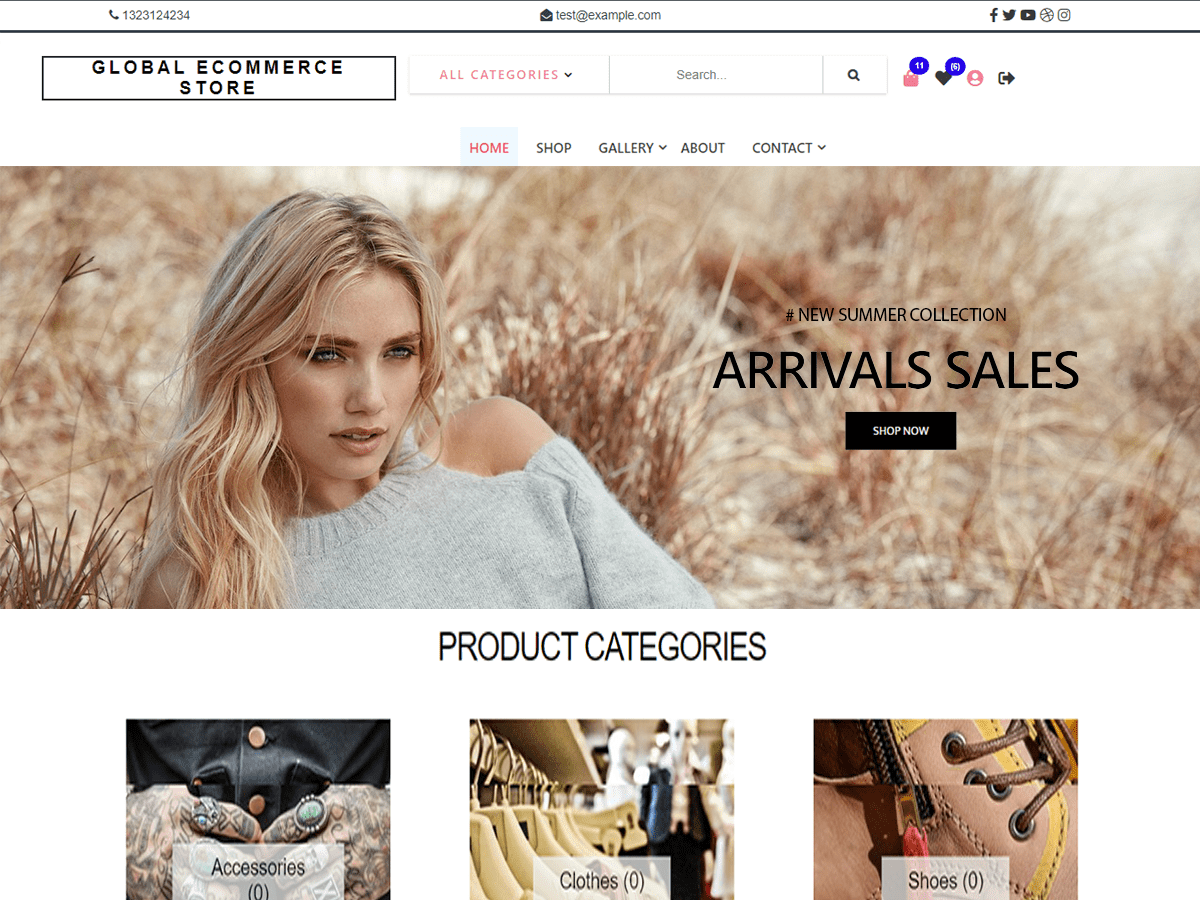 1323124234
test@example.com
GLOBAL ECOMMERCE
STORE
ALL CATEGORIES
Search...
11
(6)
HOME
SHOP
GALLERY
ABOUT
CONTACT
# NEW SUMMER COLLECTION
ARRIVALS SALES
SHOP NOW
PRODUCT CATEGORIES
Accessories
(0)
Clothes (0)
Shoes (0)